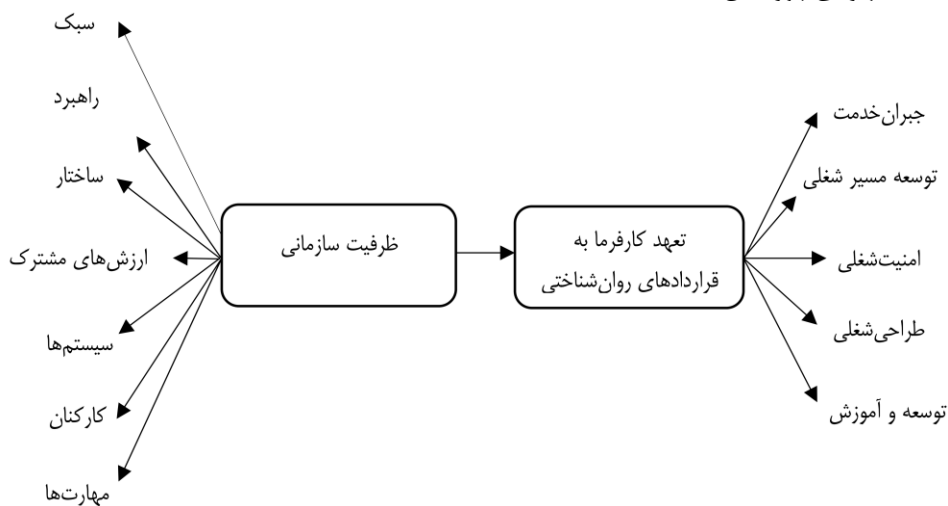 سبک
راهبرد
ساختار
ارزش‌های مشترک
سیستم‌ها
کارکنان
مهارت‌ها
ظرفیت سازمانی
تعهد کارفرما به
قراردادهای روان‌شناختی
جبران‌خدمت
توسعه مسیر شغلی
امنیت‌شغلی
طراحی‌شغلی
توسعه و آموزش